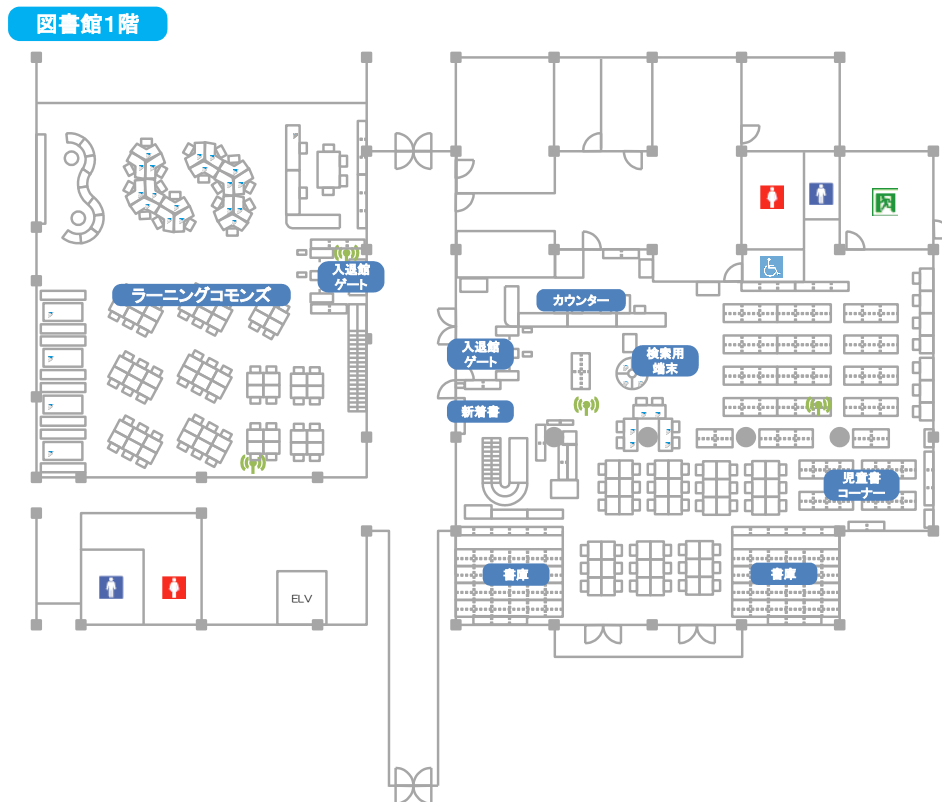 図書館１階
入退館
ゲート
ラーニングコモンズ
カウンター
入退館
ゲート
検索用
端末
新着書
児童書
コーナー
書庫
書庫
ELV